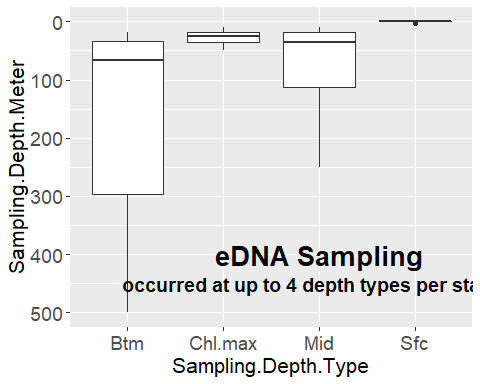 0
100
200
300
400
500
Sampling.Depth.Meter
eDNA Sampling
occurred at up to 4 depth types per sta
Btm Chl.max Mid Sfc
Sampling.Depth.Type